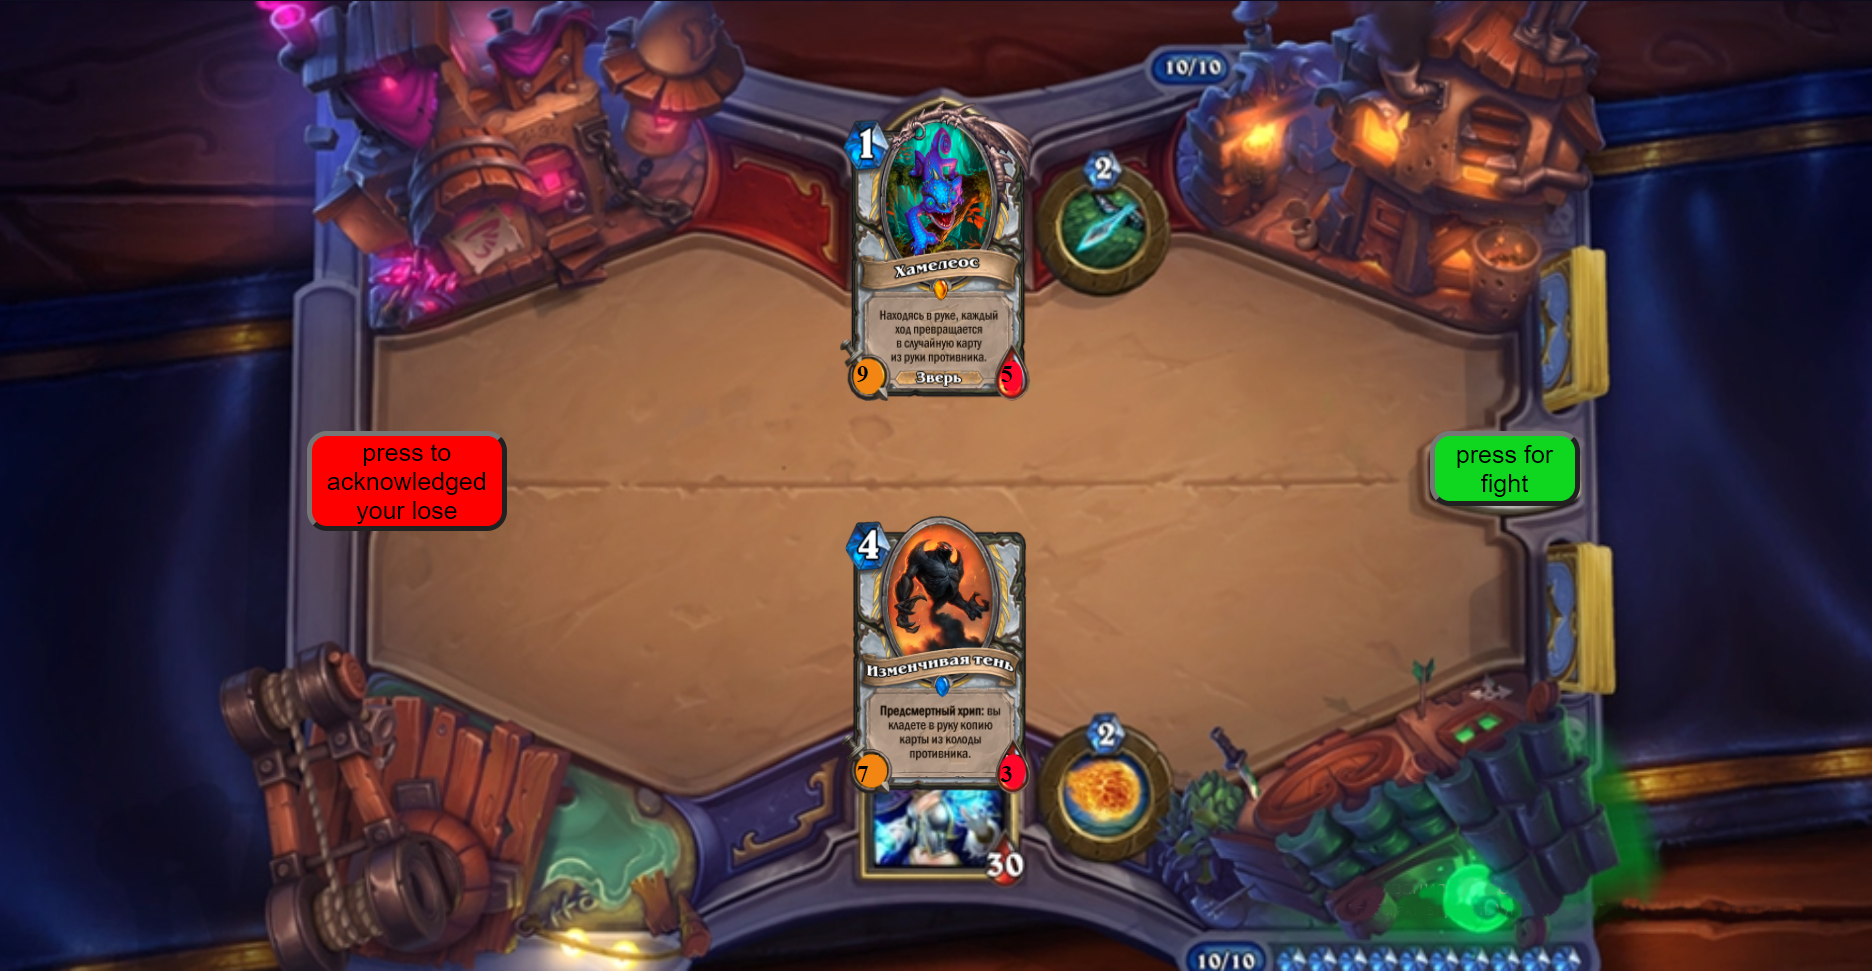 10/10
1
2
Хамелеос
Находясь в руке, каждый
ход превращается
в случайную карту
из руки противника.
9
Зверь
5
press to
acknowledged
your lose
press for
fight
4
Изменчивая тень
Предсмертный хрип: вы
кладете в руку копию
карты из колоды
противника.
7
3
2
30
10/10